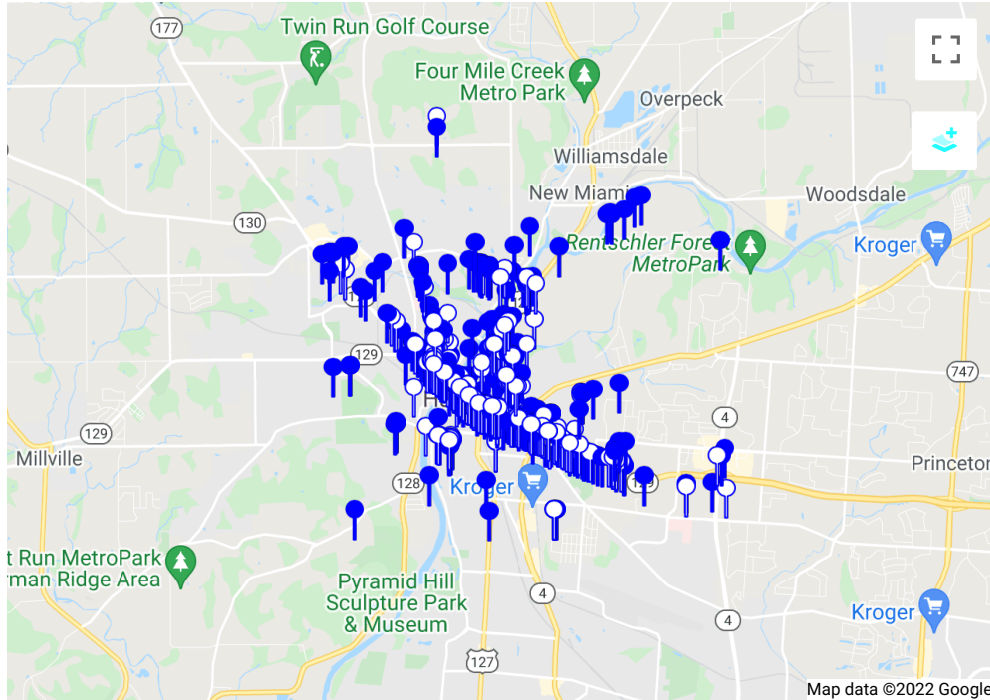 177
Twin Run Golf Course
Four Mile Creek
Metro Park
Overpeck
Williamsdale
New Miami
Woodsdale
130
Kroger
Rentschler Fore
MetroPark
129
747
4
129
Millville
Princeton
128
Kroger
t Run MetroPark
rman Ridge Area
Pyramid Hill
Sculpture Park
& Museum
4
Kroger
4
127
Map data ©2022 Google